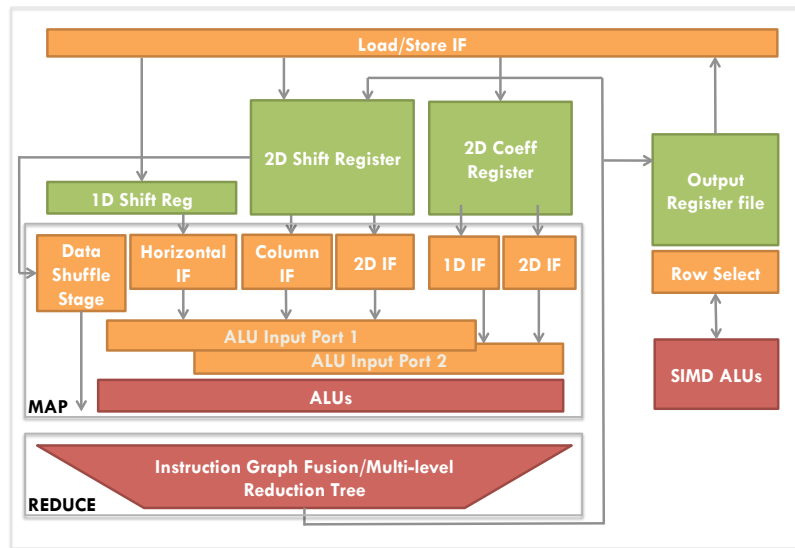 Load/Store IF
2D Shift Register
2D Coeff
Register
Output
Register file
1D Shift Reg
Data
Shuffle
Stage
Horizontal
IF
Column
IF
2D IF
1D IF
2D IF
Row Select
ALU Input Port 1
ALU Input Port 2
SIMD ALUs
ALUs
MAP
Instruction Graph Fusion/Multi-level
Reduction Tree
REDUCE